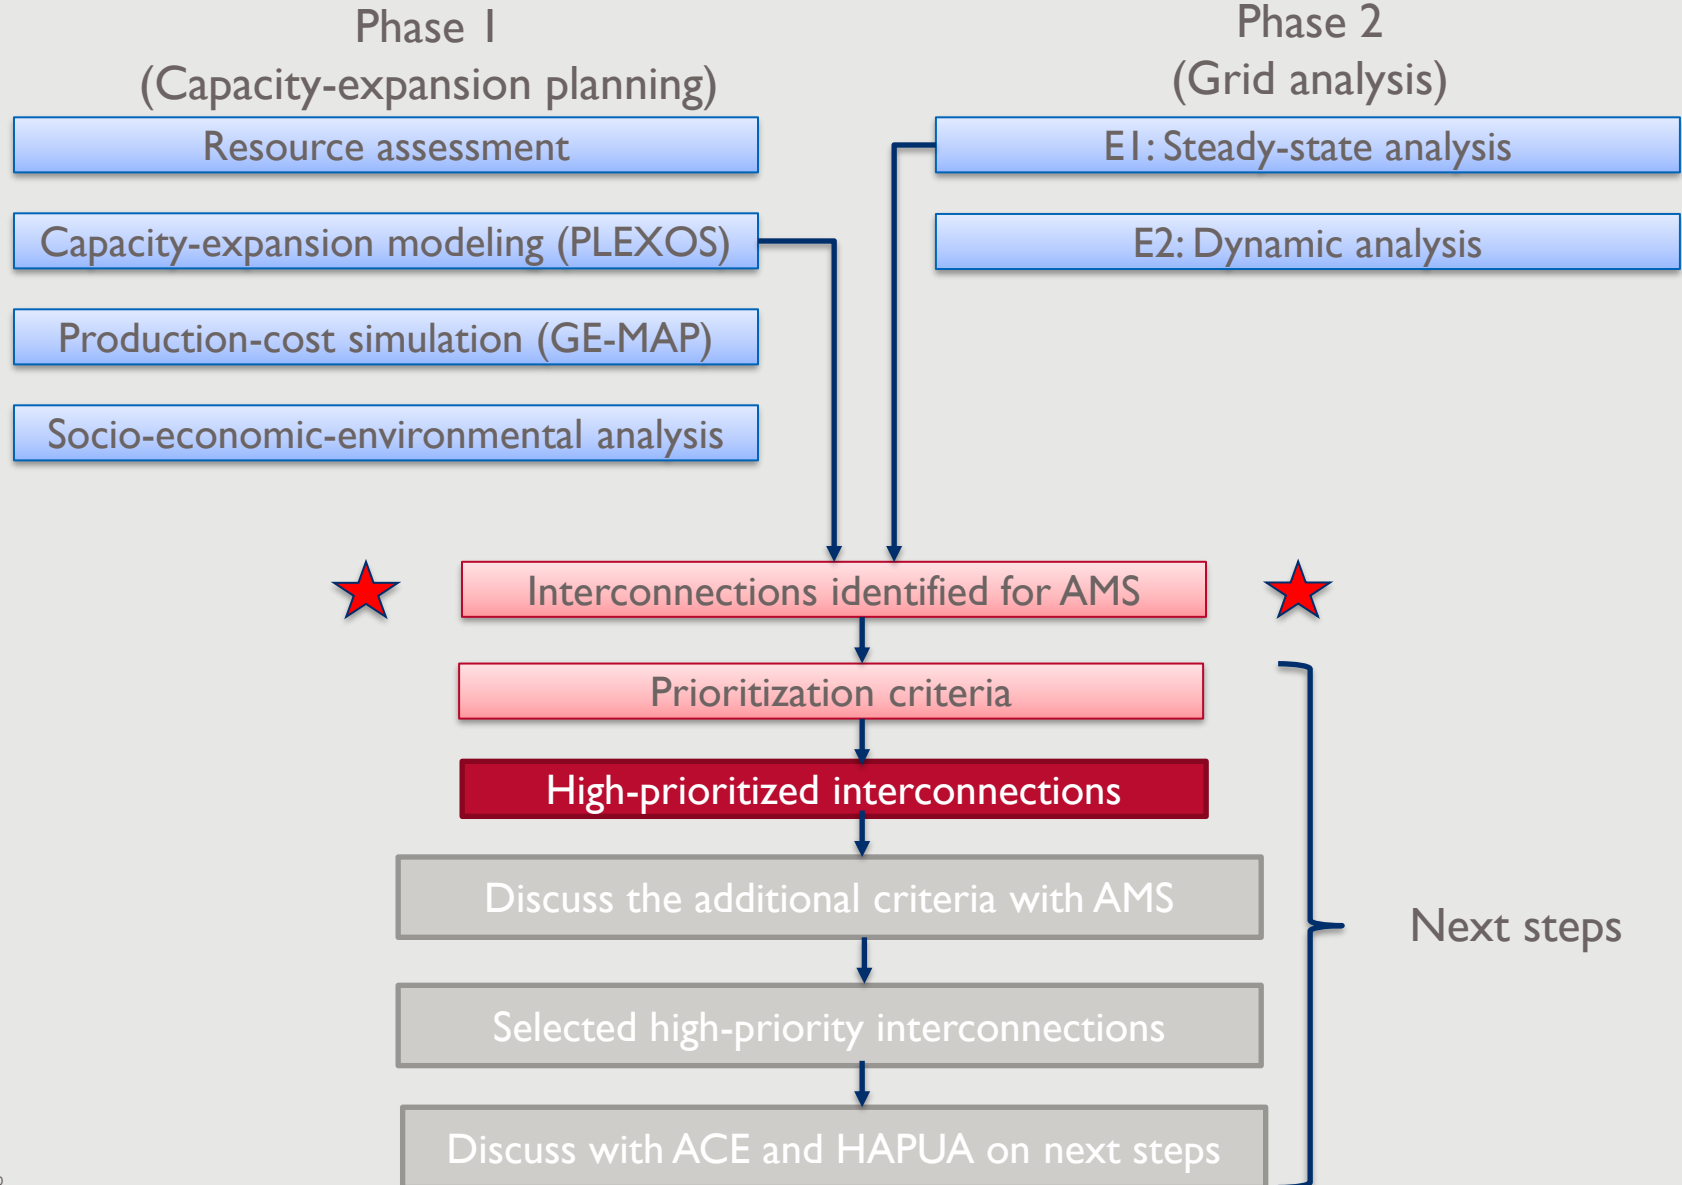 Phase 1
(Capacity-expansion planning)
Resource assessment
Capacity-expansion modeling (PLEXOS)
Production-cost simulation (GE-MAP)
Socio-economic-environmental analysis
Phase 2
(Grid analysis)
E1: Steady-state analysis
E2: Dynamic analysis
Interconnections identified for AMS
Prioritization criteria
High-prioritized interconnections
Discuss the additional criteria with AMS
Selected high-priority interconnections
Discuss with ACE and HAPUA on next steps
Next steps